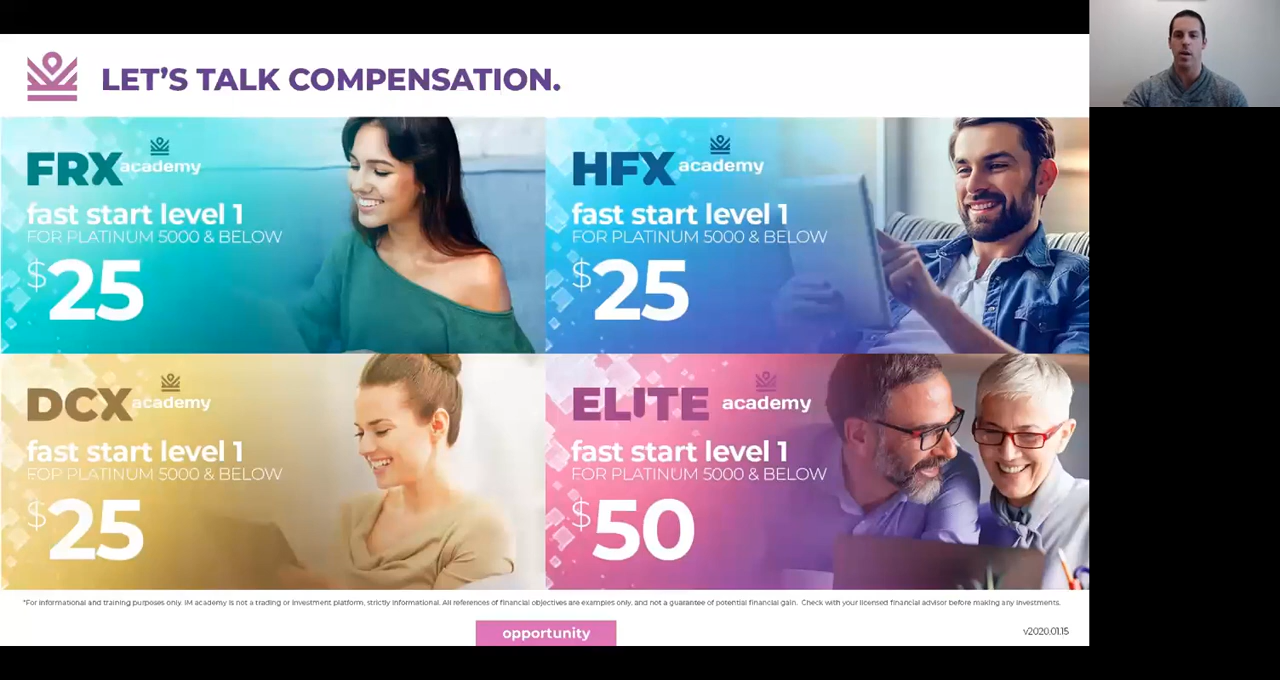 LET'S TALK COMPENSATION.
FRX academy
fast start level 1
FOR PLATINUM 5000 & BELOW
$25
HFX academy
fast start level 1
FOR PLATINUM 5000 & BELOW
$25
DCX academy
fast start level 1
FOR PLATINUM 5000 & BELOW
$25
ELITE academy
fast start level 1
FOR PLATINUM 5000 & BELOW
$50
*For informational and training purposes only. IM academy is not a trading or investment platform, strictly informational. All references of financial objectives are examples only, and not a guarantee of potential financial gain. Check with your licensed financial advisor before making any investments.
opportunity
v2020.01.15